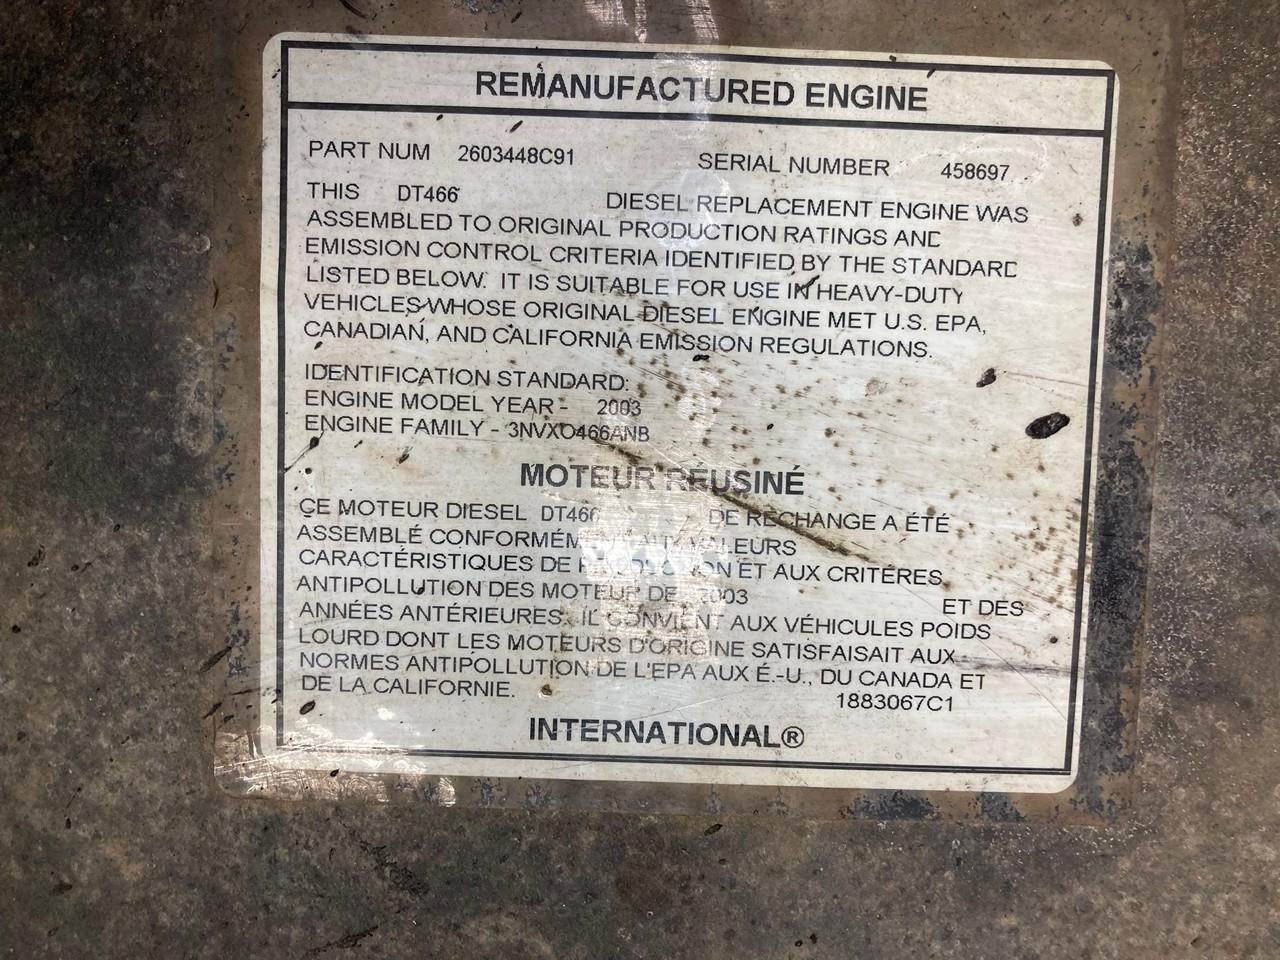 REMANUFACTURED ENGINE
PART NUM 2603448C91 SERIAL NUMBER 458697
THIS DT466 DIESEL REPLACEMENT ENGINE WAS
ASSEMBLED TO ORIGINAL PRODUCTION RATINGS AND
EMISSION CONTROL CRITERIA IDENTIFIED BY THE STANDARD
LISTED BELOW. IT IS SUITABLE FOR USE IN HEAVY-DUTY
VEHICLES WHOSE ORIGINAL DIESEL ENGINE MET U.S. EPA,
CANADIAN, AND CALIFORNIA EMISSION REGULATIONS.
IDENTIFICATION STANDARD:
ENGINE MODEL YEAR - 2003
ENGINE FAMILY - 3NVXO466ANB
MOTEUR REUSINÉ
CE MOTEUR DIESEL DT466 DE RECHANGE A ÉTÉ
ASSEMBLÉ CONFORMÉMENT AUX VALEURS
CARACTÉRISTIQUES DE ET AUX CRITÈRES
ANTIPOLLUTION DES MOTEUR DE 2003 ET DES
ANNÉES ANTÉRIEURES. IL CONVIENT AUX VÉHICULES POIDS
LOURD DONT LES MOTEURS D'ORIGINE SATISFAISAIT AUX
NORMES ANTIPOLLUTION DE L'EPA AUX É.-U., DU CANADA ET
DE LA CALIFORNIE. 1883067C1
INTERNATIONAL®